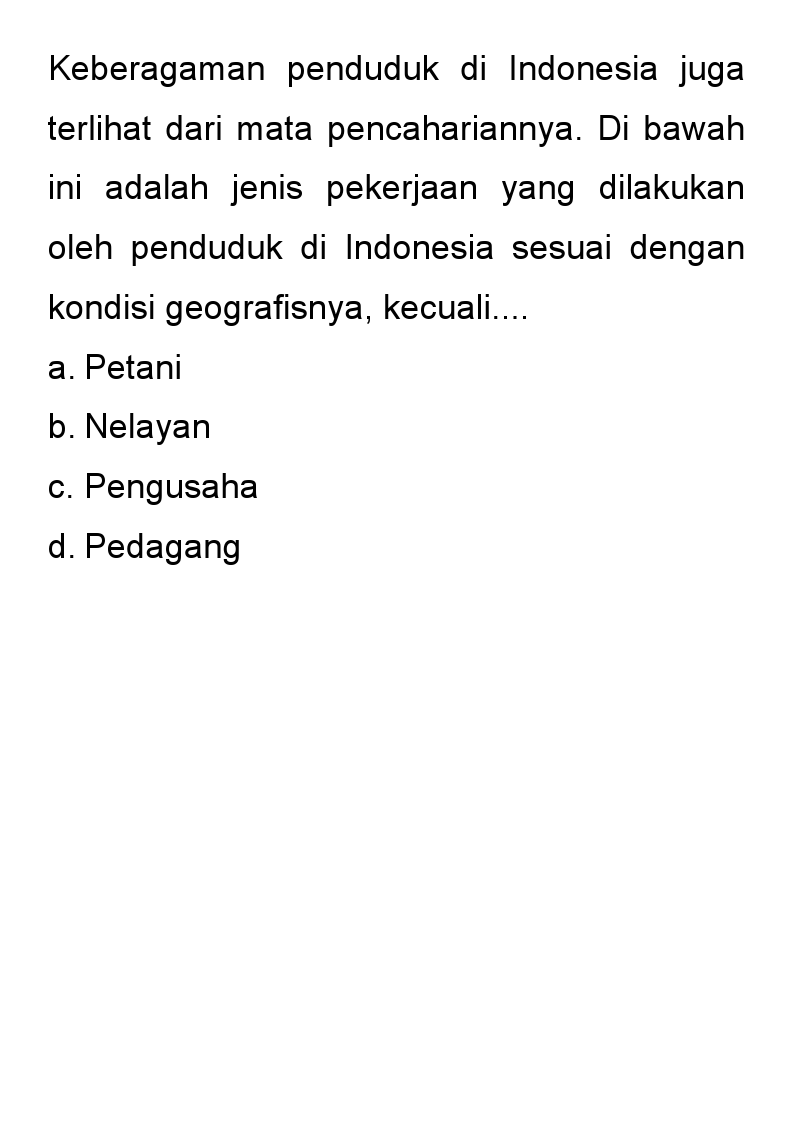 Keberagaman penduduk di Indonesia juga
terlihat dari mata pencahariannya. Di bawah
ini adalah jenis pekerjaan yang dilakukan
oleh penduduk di Indonesia sesuai dengan
kondisi geografisnya, kecuali....
a. Petani
b. Nelayan
c. Pengusaha
d. Pedagang